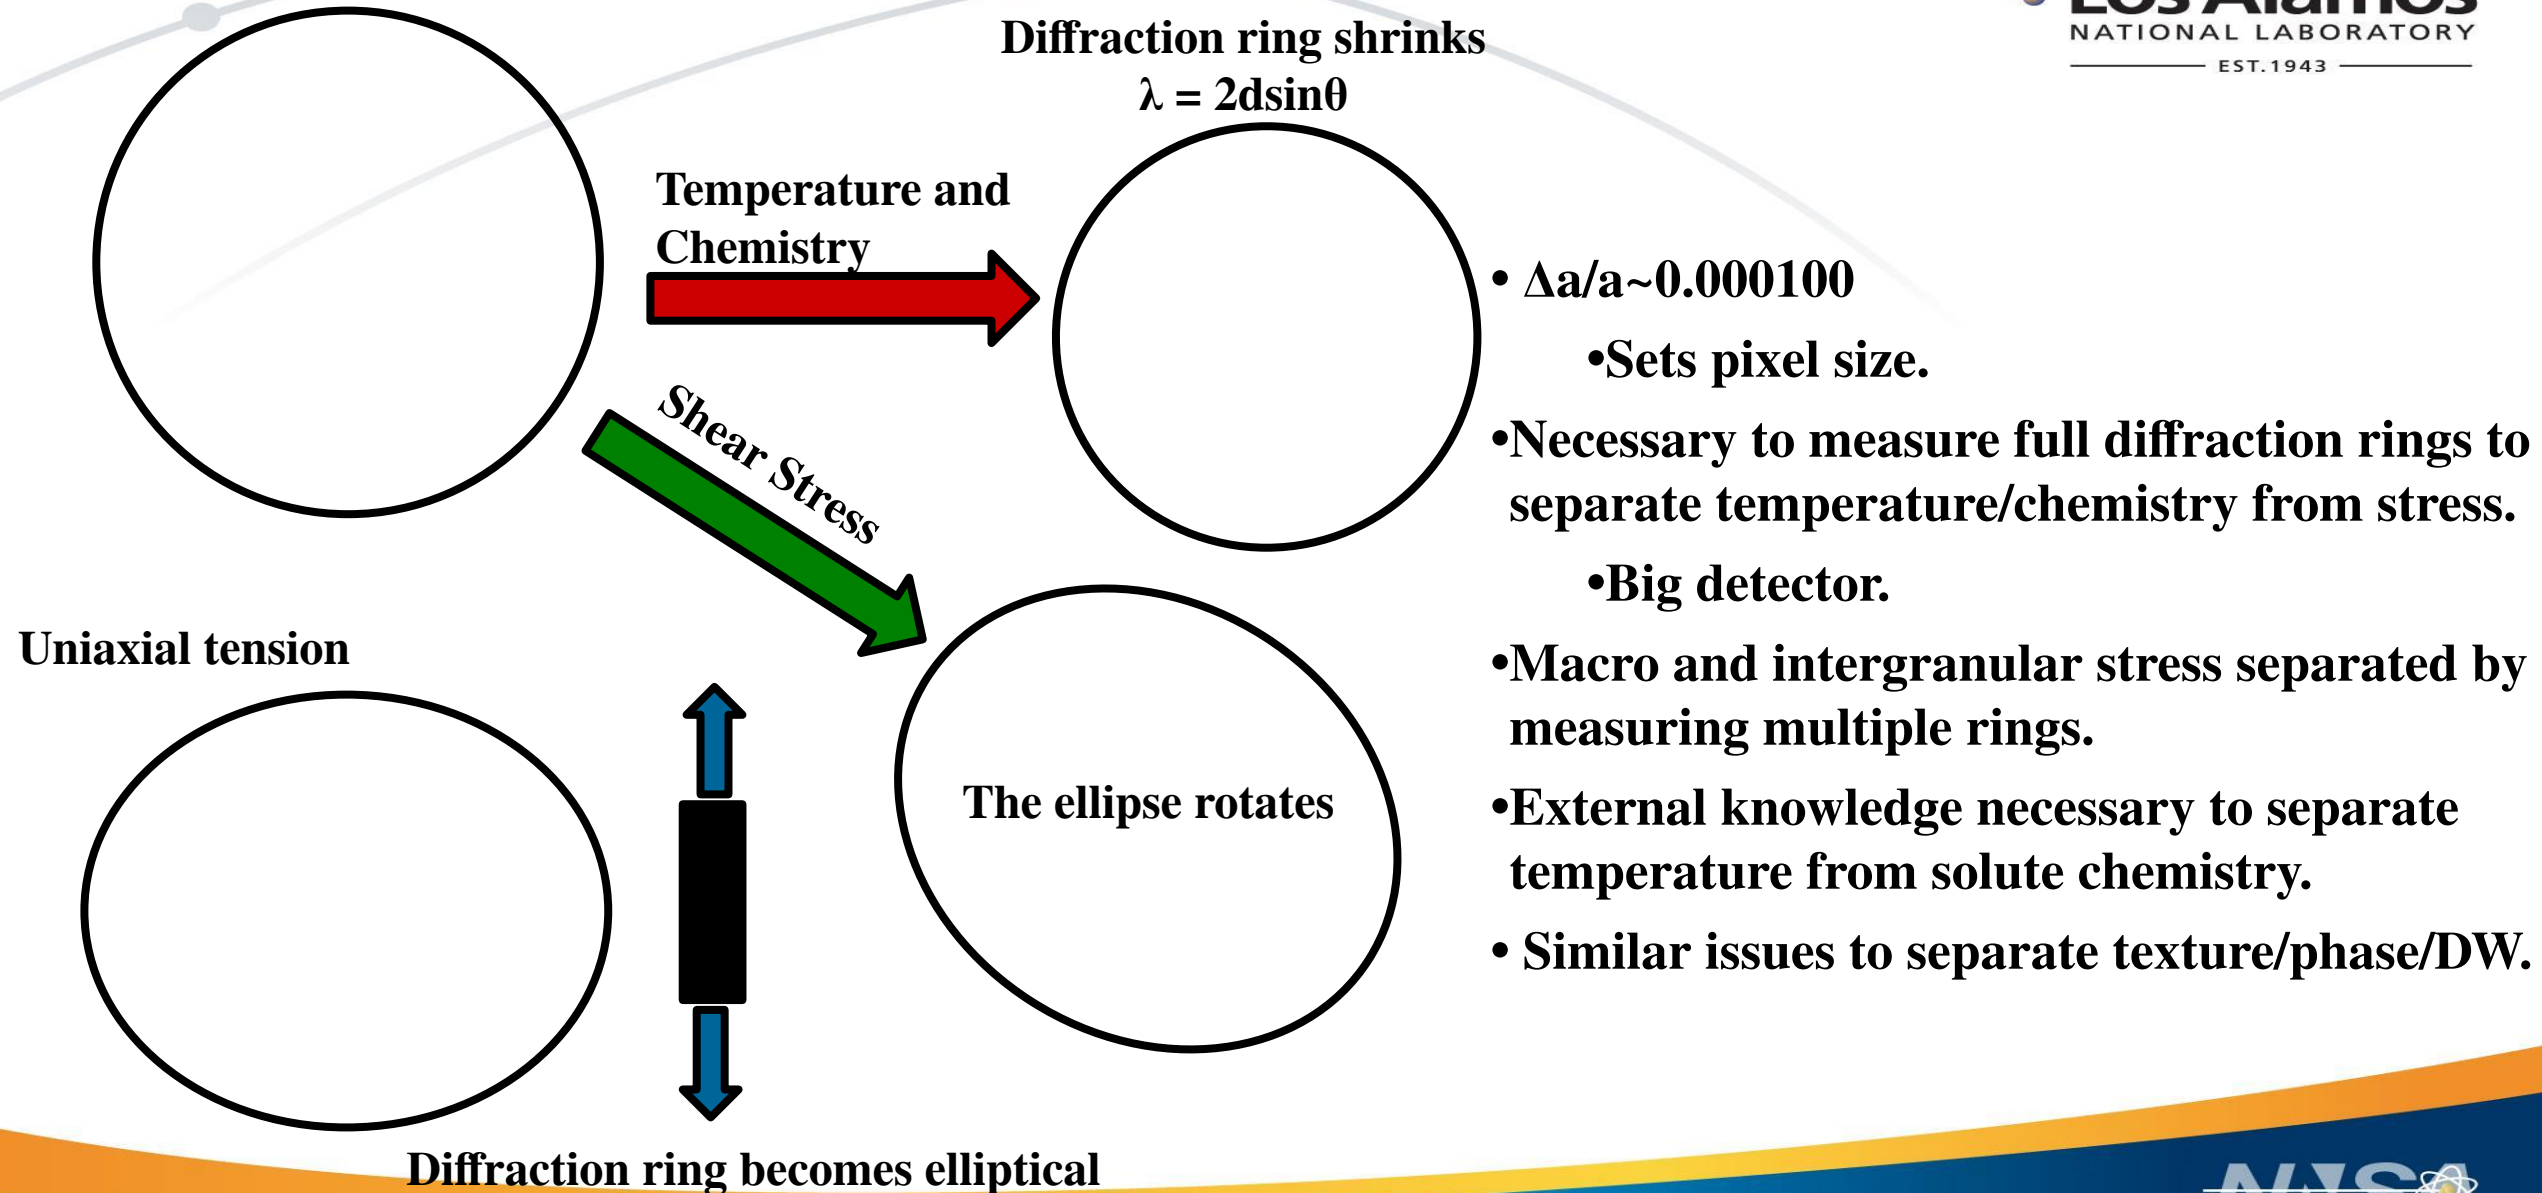 Los Alamos
NATIONAL LABORATORY
EST.1943
Diffraction ring shrinks
λ = 2dsinθ
Temperature and
Chemistry
Shear Stress
Uniaxial tension
The ellipse rotates
Diffraction ring becomes elliptical
• Δa/a~0.000100
•Sets pixel size.
•Necessary to measure full diffraction rings to
separate temperature/chemistry from stress.
•Big detector.
•Macro and intergranular stress separated by
measuring multiple rings.
•External knowledge necessary to separate
temperature from solute chemistry.
• Similar issues to separate texture/phase/DW.
NNSA